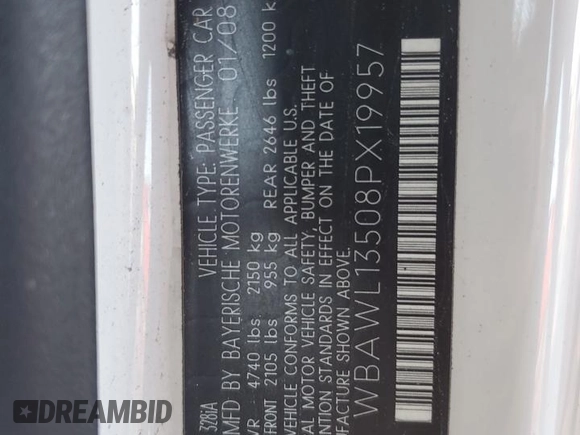 328iA
VEHICLE TYPE: PASSENGER CAR
MFD BY BAYERISCHE MOTORENWERKE 01/08
VR 4740 lbs 2150 kg
FRONT 2105 lbs 955 kg REAR 2646 lbs 1200 k
VEHICLE CONFORMS TO ALL APPLICABLE U.S.
AL MOTOR VEHICLE SAFETY, BUMPER AND THEFT
ENTION STANDARDS IN EFFECT ON THE DATE OF
FACTURE SHOWN ABOVE.
WBAWL13508PX19957
DREAMBID